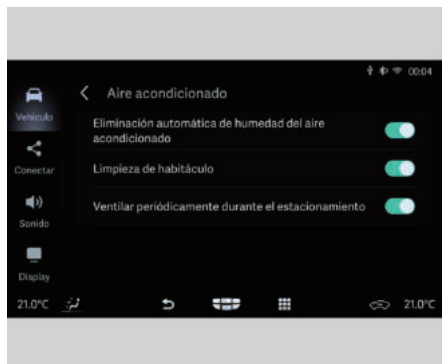 00:04
Aire acondicionado
Vehículo
Eliminación automática de humedad del aire
acondicionado
Conectar
Limpieza de habitáculo
Sonido
Ventilar periódicamente durante el estacionamiento
Display
21.0°C
21.0°C